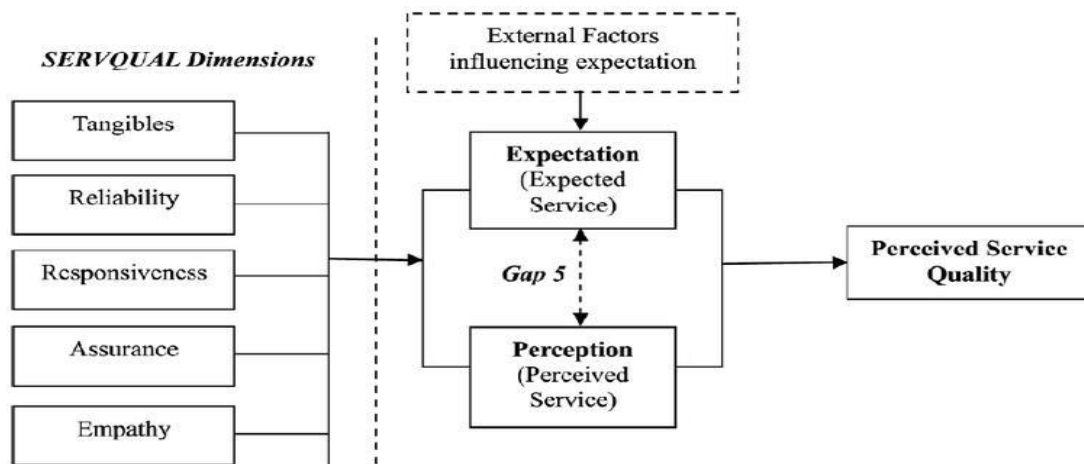 SERVQUAL Dimensions
Tangibles
Reliability
Responsiveness
Assurance
Empathy
External Factors
influencing expectation
Expectation
(Expected
Service)
Gap 5
Perception
(Perceived
Service)
Perceived Service
Quality